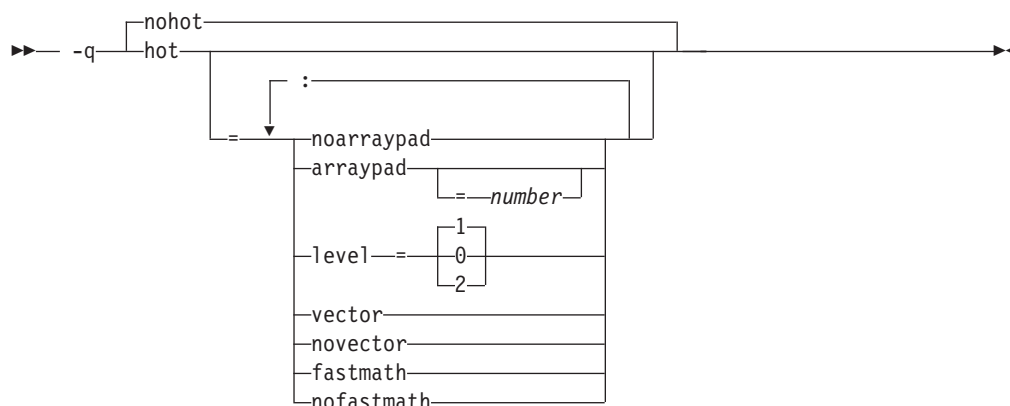 nohot
-q hot
:
= noarraypad
arraypad
= number
1
level = 0
2
vector
novector
fastmath
nofastmath